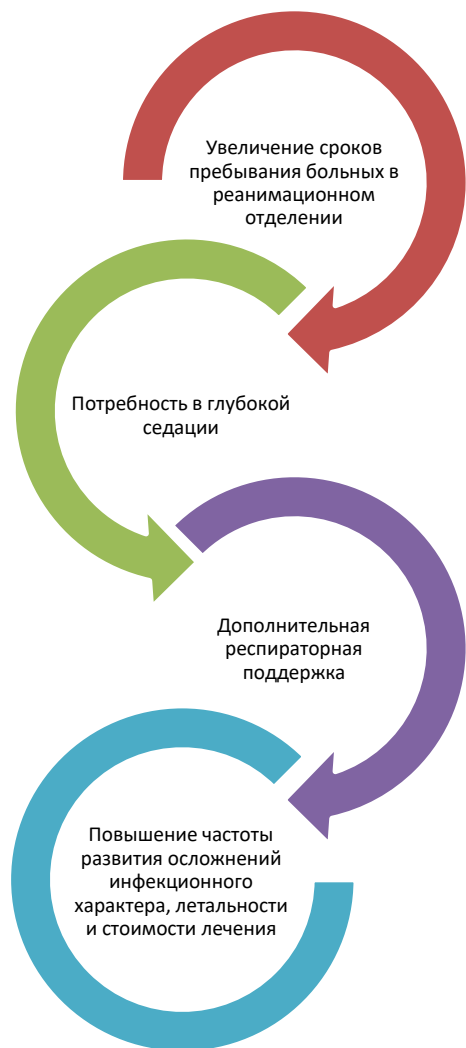 Увеличение сроков
пребывания больных в
реанимационном
отделении
Потребность в глубокой
седации
Дополнительная
респираторная
поддержка
Повышение частоты
развития осложнений
инфекционного
характера, летальности
и стоимости лечения